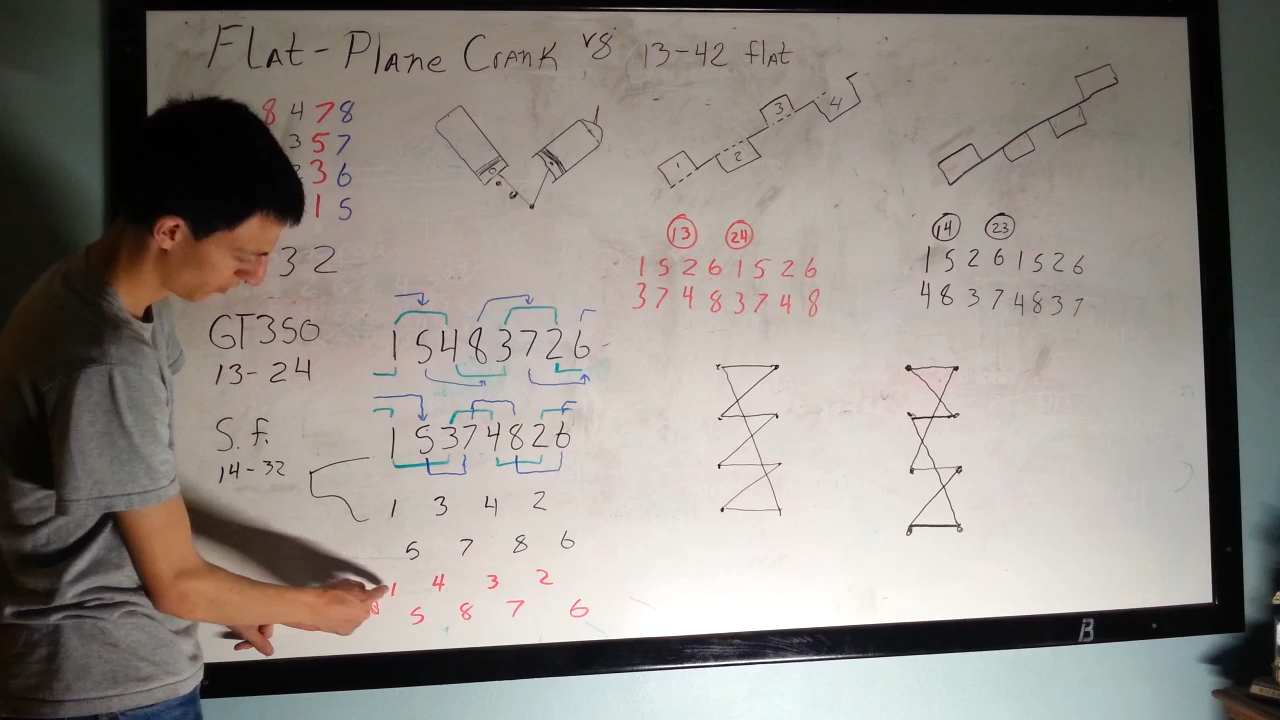 Flat-Plane Crank vs 13-42 flat
8 4 7 8
3 5 7
3 6
1 5
3 2
1
2
3
4
13
24
1 5 2 6 1 5 2 6
3 7 4 8 3 7 4 8
14
23
1 5 2 6 1 5 2 6
4 8 3 7 4 8 3 7
GT350
13-24
1 5 4 8 3 7 2 6
S.f.
14-32
1 5 3 7 4 8 2 6
1 3 4 2
5 7 8 6
1 4 3 2
5 8 7 6
B